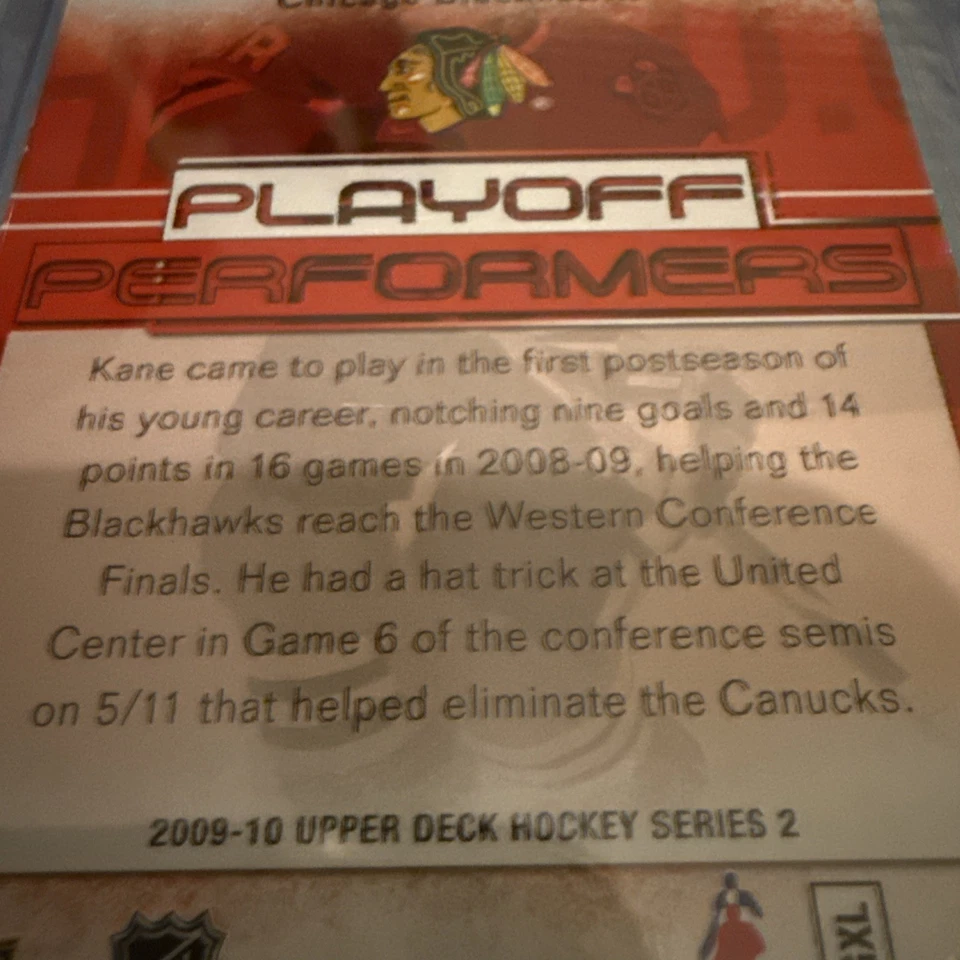 Chicago Blackhawks
PLAYOFF
PERFORMERS
Kane came to play in the first postseason of
his young career, notching nine goals and 14
points in 16 games in 2008-09, helping the
Blackhawks reach the Western Conference
Finals. He had a hat trick at the United
Center in Game 6 of the conference semis
on 5/11 that helped eliminate the Canucks.
2009-10 UPPER DECK HOCKEY SERIES 2